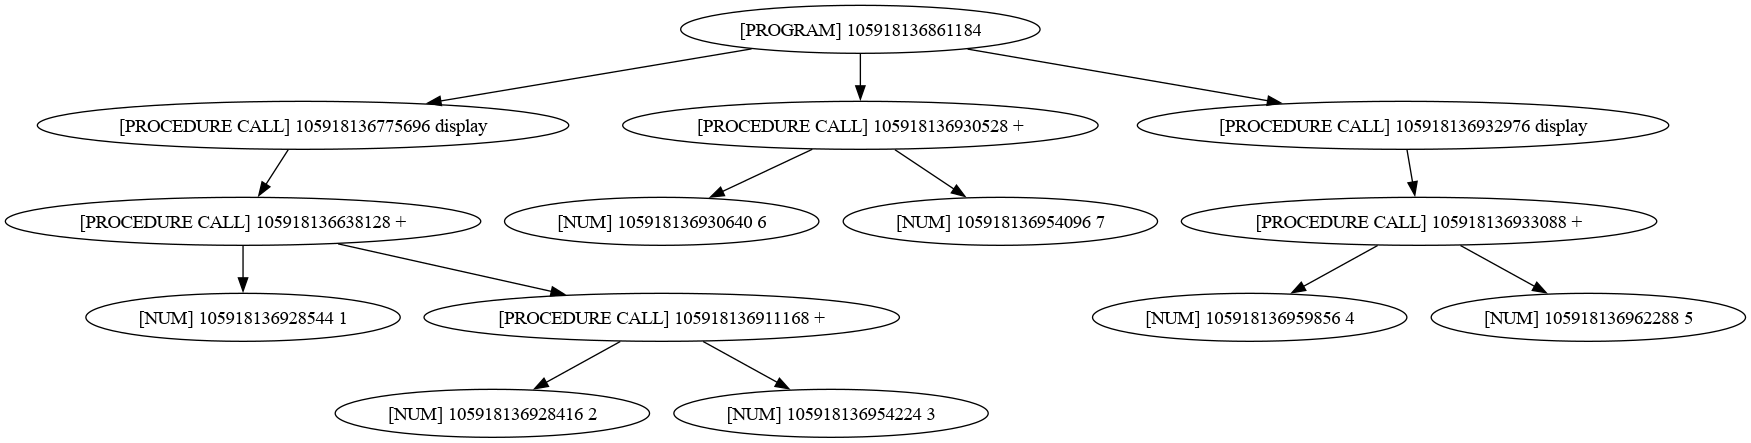 [PROGRAM] 105918136861184
[PROCEDURE CALL] 105918136775696 display
[PROCEDURE CALL] 105918136930528 +
[PROCEDURE CALL] 105918136932976 display
[PROCEDURE CALL] 105918136638128 +
[NUM] 105918136930640 6
[NUM] 105918136954096 7
[PROCEDURE CALL] 105918136933088 +
[NUM] 105918136928544 1
[PROCEDURE CALL] 105918136911168 +
[NUM] 105918136959856 4
[NUM] 105918136962288 5
[NUM] 105918136928416 2
[NUM] 105918136954224 3